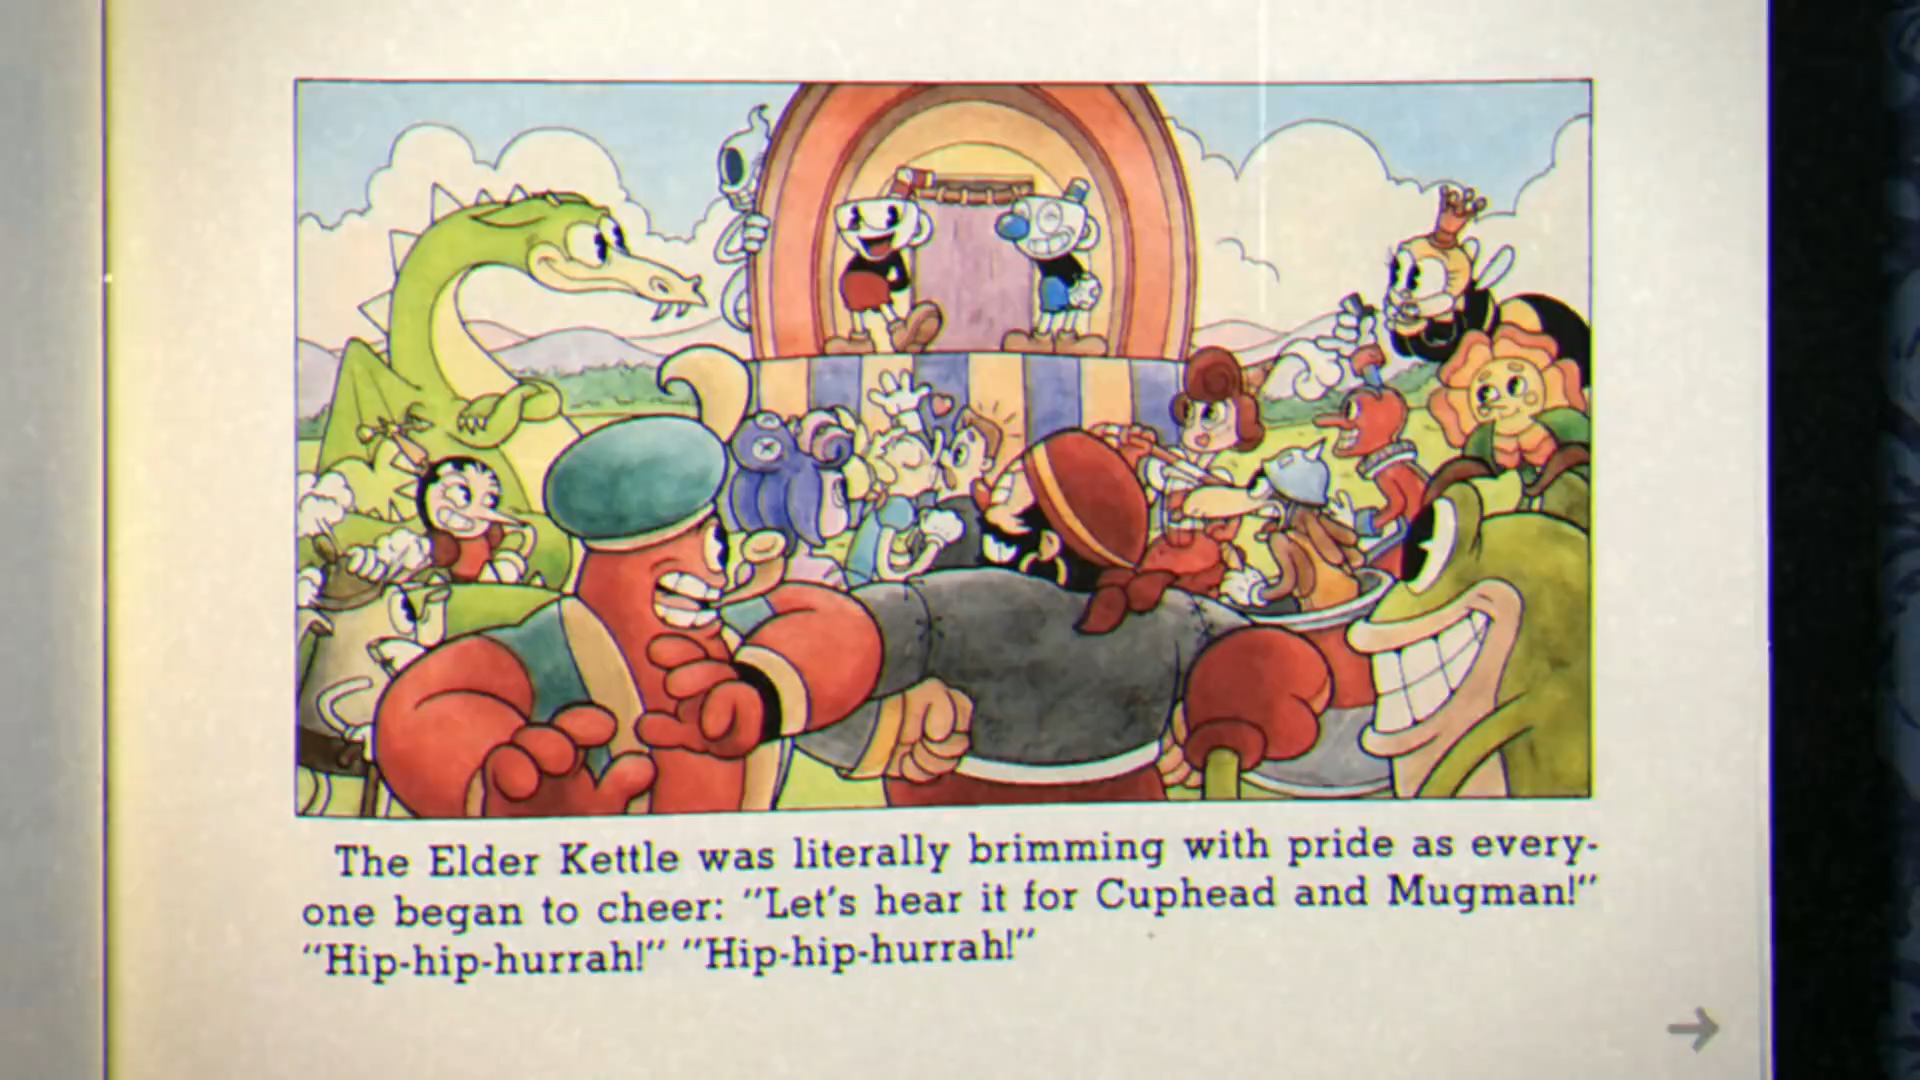 The Elder Kettle was literally brimming with pride as every-
one began to cheer: "Let's hear it for Cuphead and Mugman!"
"Hip-hip-hurrah!" "Hip-hip-hurrah!"